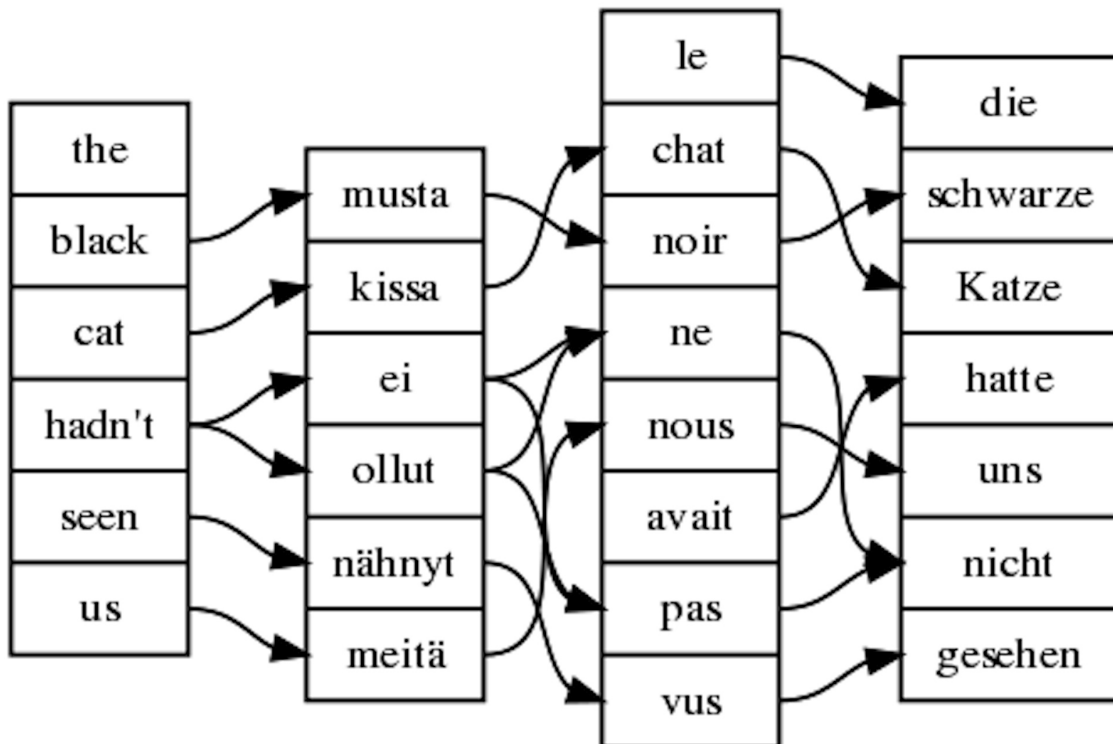 the
black
cat
hadn't
seen
us
musta
kissa
ei
ollut
nähnyt
meitä
le
chat
noir
ne
nous
avait
pas
vus
die
schwarze
Katze
hatte
uns
nicht
gesehen